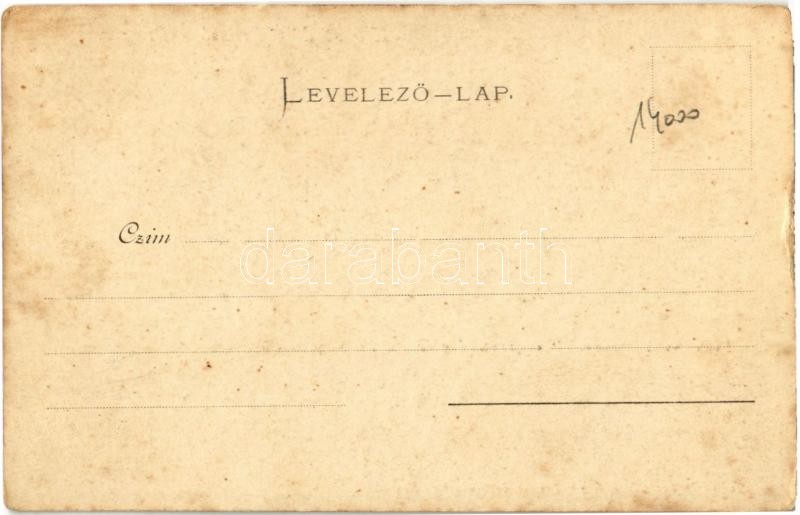 LEVELEZŐ–LAP.
14000
Czim
darabanth